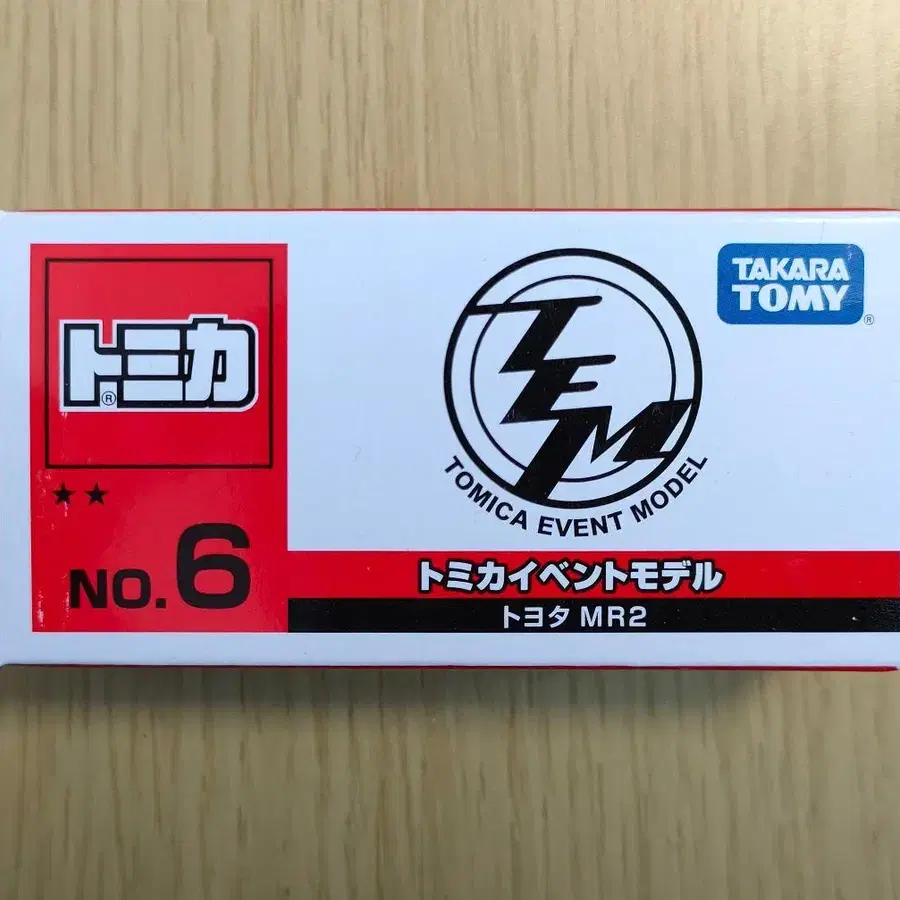 トミカ®
★★
NO.6
TEM
TOMICA EVENT MODEL
TAKARA
TOMY®
トミカイベントモデル
トヨタ MR2